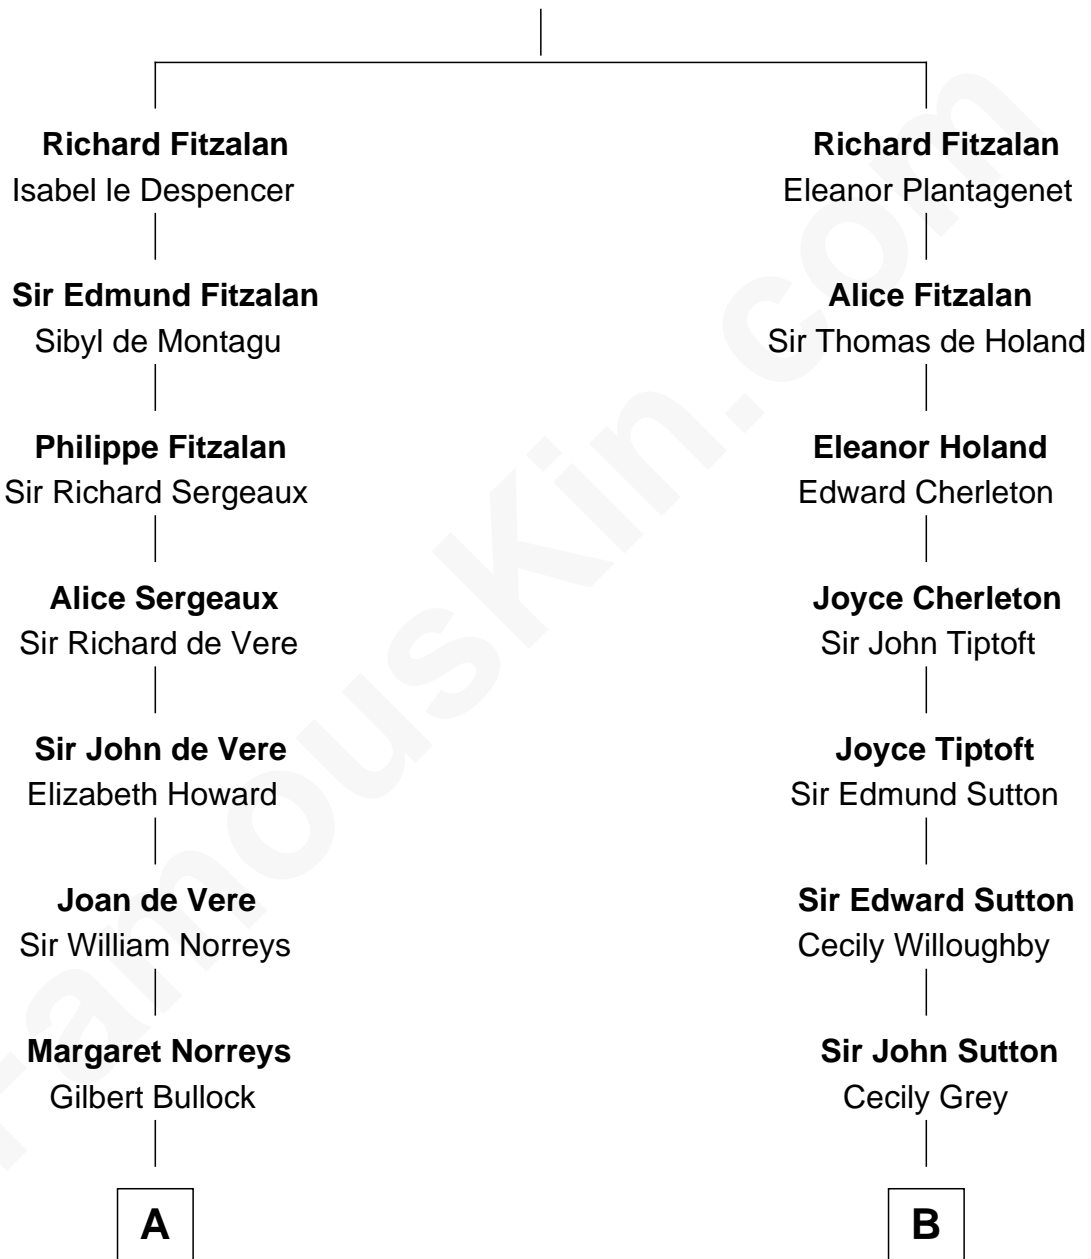 Richard Fitzalan
Isabel le Despencer
Sir Edmund Fitzalan
Sibyl de Montagu
Philippe Fitzalan
Sir Richard Sergeaux
Alice Sergeaux
Sir Richard de Vere
Sir John de Vere
Elizabeth Howard
Joan de Vere
Sir William Norreys
Margaret Norreys
Gilbert Bullock
A
Richard Fitzalan
Eleanor Plantagenet
Alice Fitzalan
Sir Thomas de Holand
Eleanor Holand
Edward Cherleton
Joyce Cherleton
Sir John Tiptoft
Joyce Tiptoft
Sir Edmund Sutton
Sir Edward Sutton
Cecily Willoughby
Sir John Sutton
Cecily Grey
B
FamousKin.com